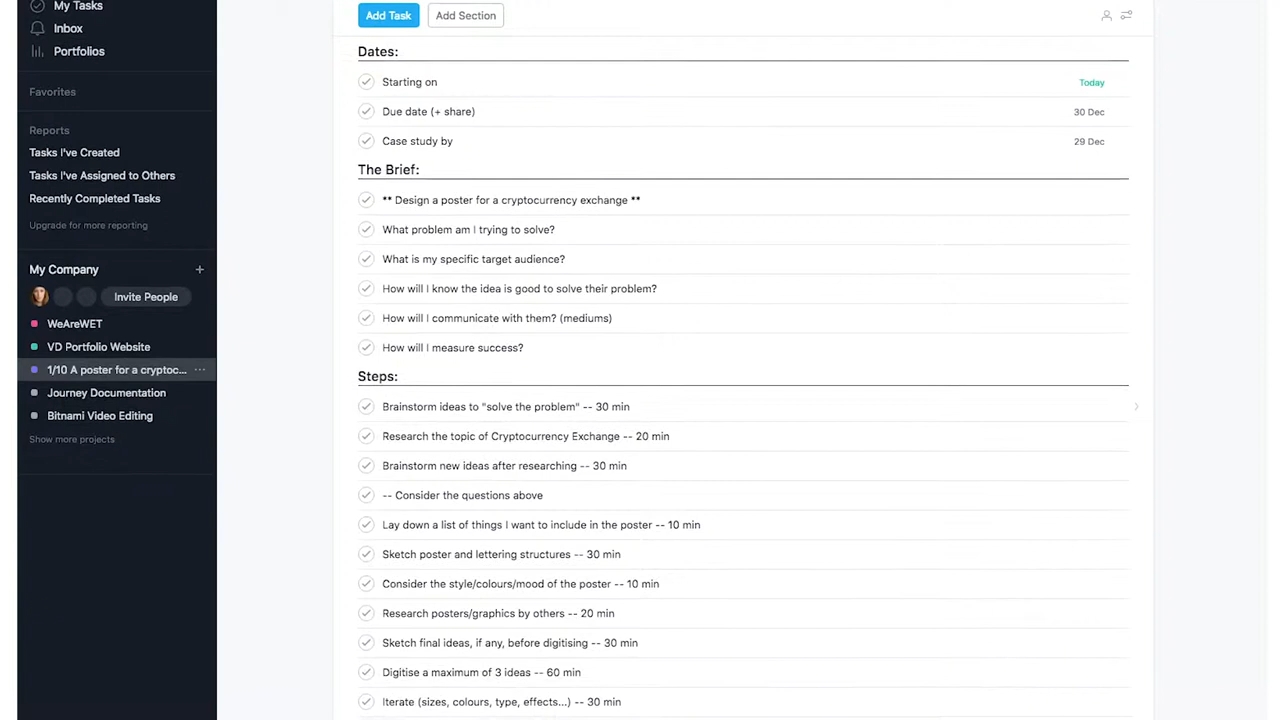 My Tasks
Inbox
Portfolios
Favorites
Reports
Tasks I've Created
Tasks I've Assigned to Others
Recently Completed Tasks
Upgrade for more reporting
My Company +
Invite People
WeAreWET
VD Portfolio Website
1/10 A poster for a cryptoc... ...
Journey Documentation
Bitnami Video Editing
Show more projects
Add Task Add Section
Dates:
Starting on Today
Due date (+ share) 30 Dec
Case study by 29 Dec
The Brief:
** Design a poster for a cryptocurrency exchange **
What problem am I trying to solve?
What is my specific target audience?
How will I know the idea is good to solve their problem?
How will I communicate with them? (mediums)
How will I measure success?
Steps:
Brainstorm ideas to "solve the problem" -- 30 min
Research the topic of Cryptocurrency Exchange -- 20 min
Brainstorm new ideas after researching -- 30 min
-- Consider the questions above
Lay down a list of things I want to include in the poster -- 10 min
Sketch poster and lettering structures -- 30 min
Consider the style/colours/mood of the poster -- 10 min
Research posters/graphics by others -- 20 min
Sketch final ideas, if any, before digitising -- 30 min
Digitise a maximum of 3 ideas -- 60 min
Iterate (sizes, colours, type, effects...) -- 30 min